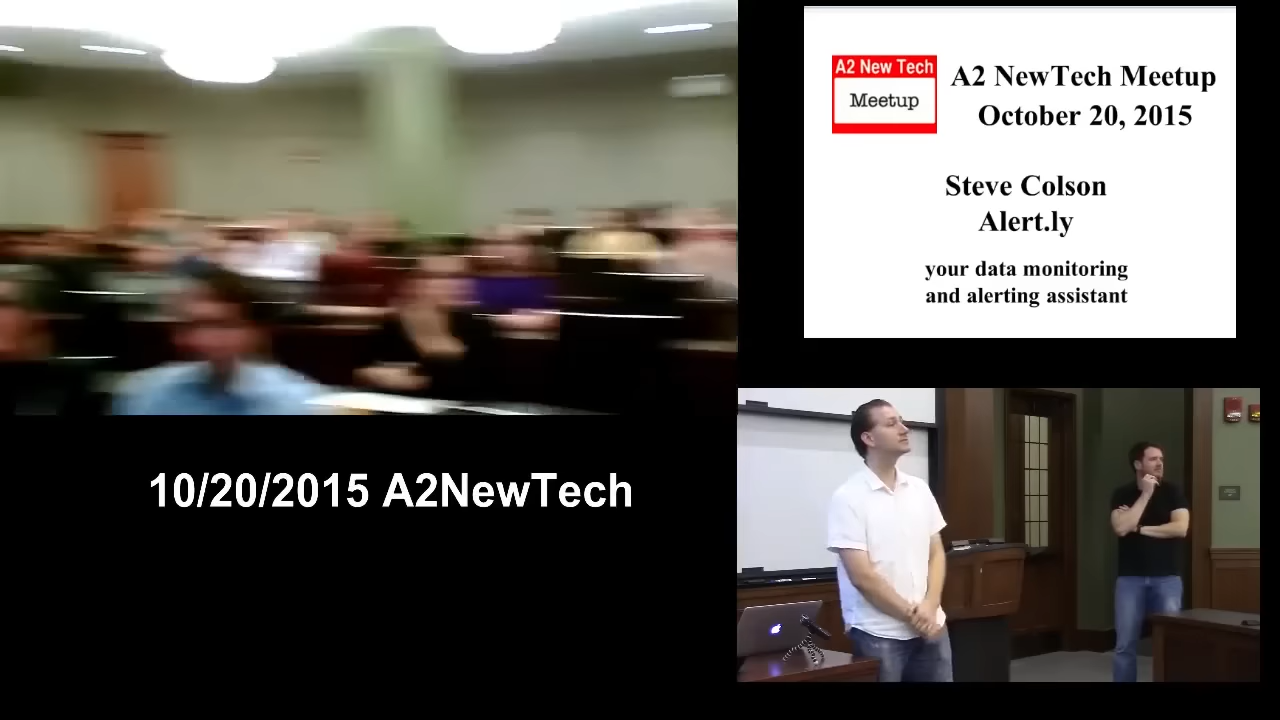 A2 New Tech
Meetup
A2 NewTech Meetup
October 20, 2015
Steve Colson
Alert.ly
your data monitoring
and alerting assistant
10/20/2015 A2NewTech